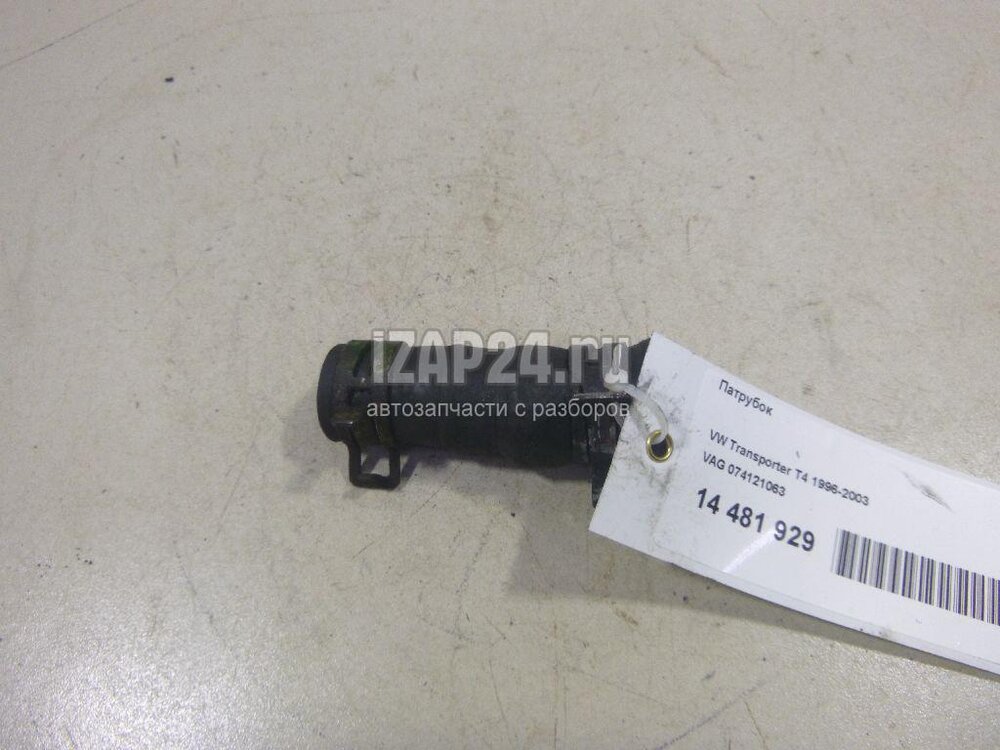 iZAP24.ru
автозапчасти с разборов
Патрубок
VW Transporter T4 1996-2003
VAG 074121063
14 481 929